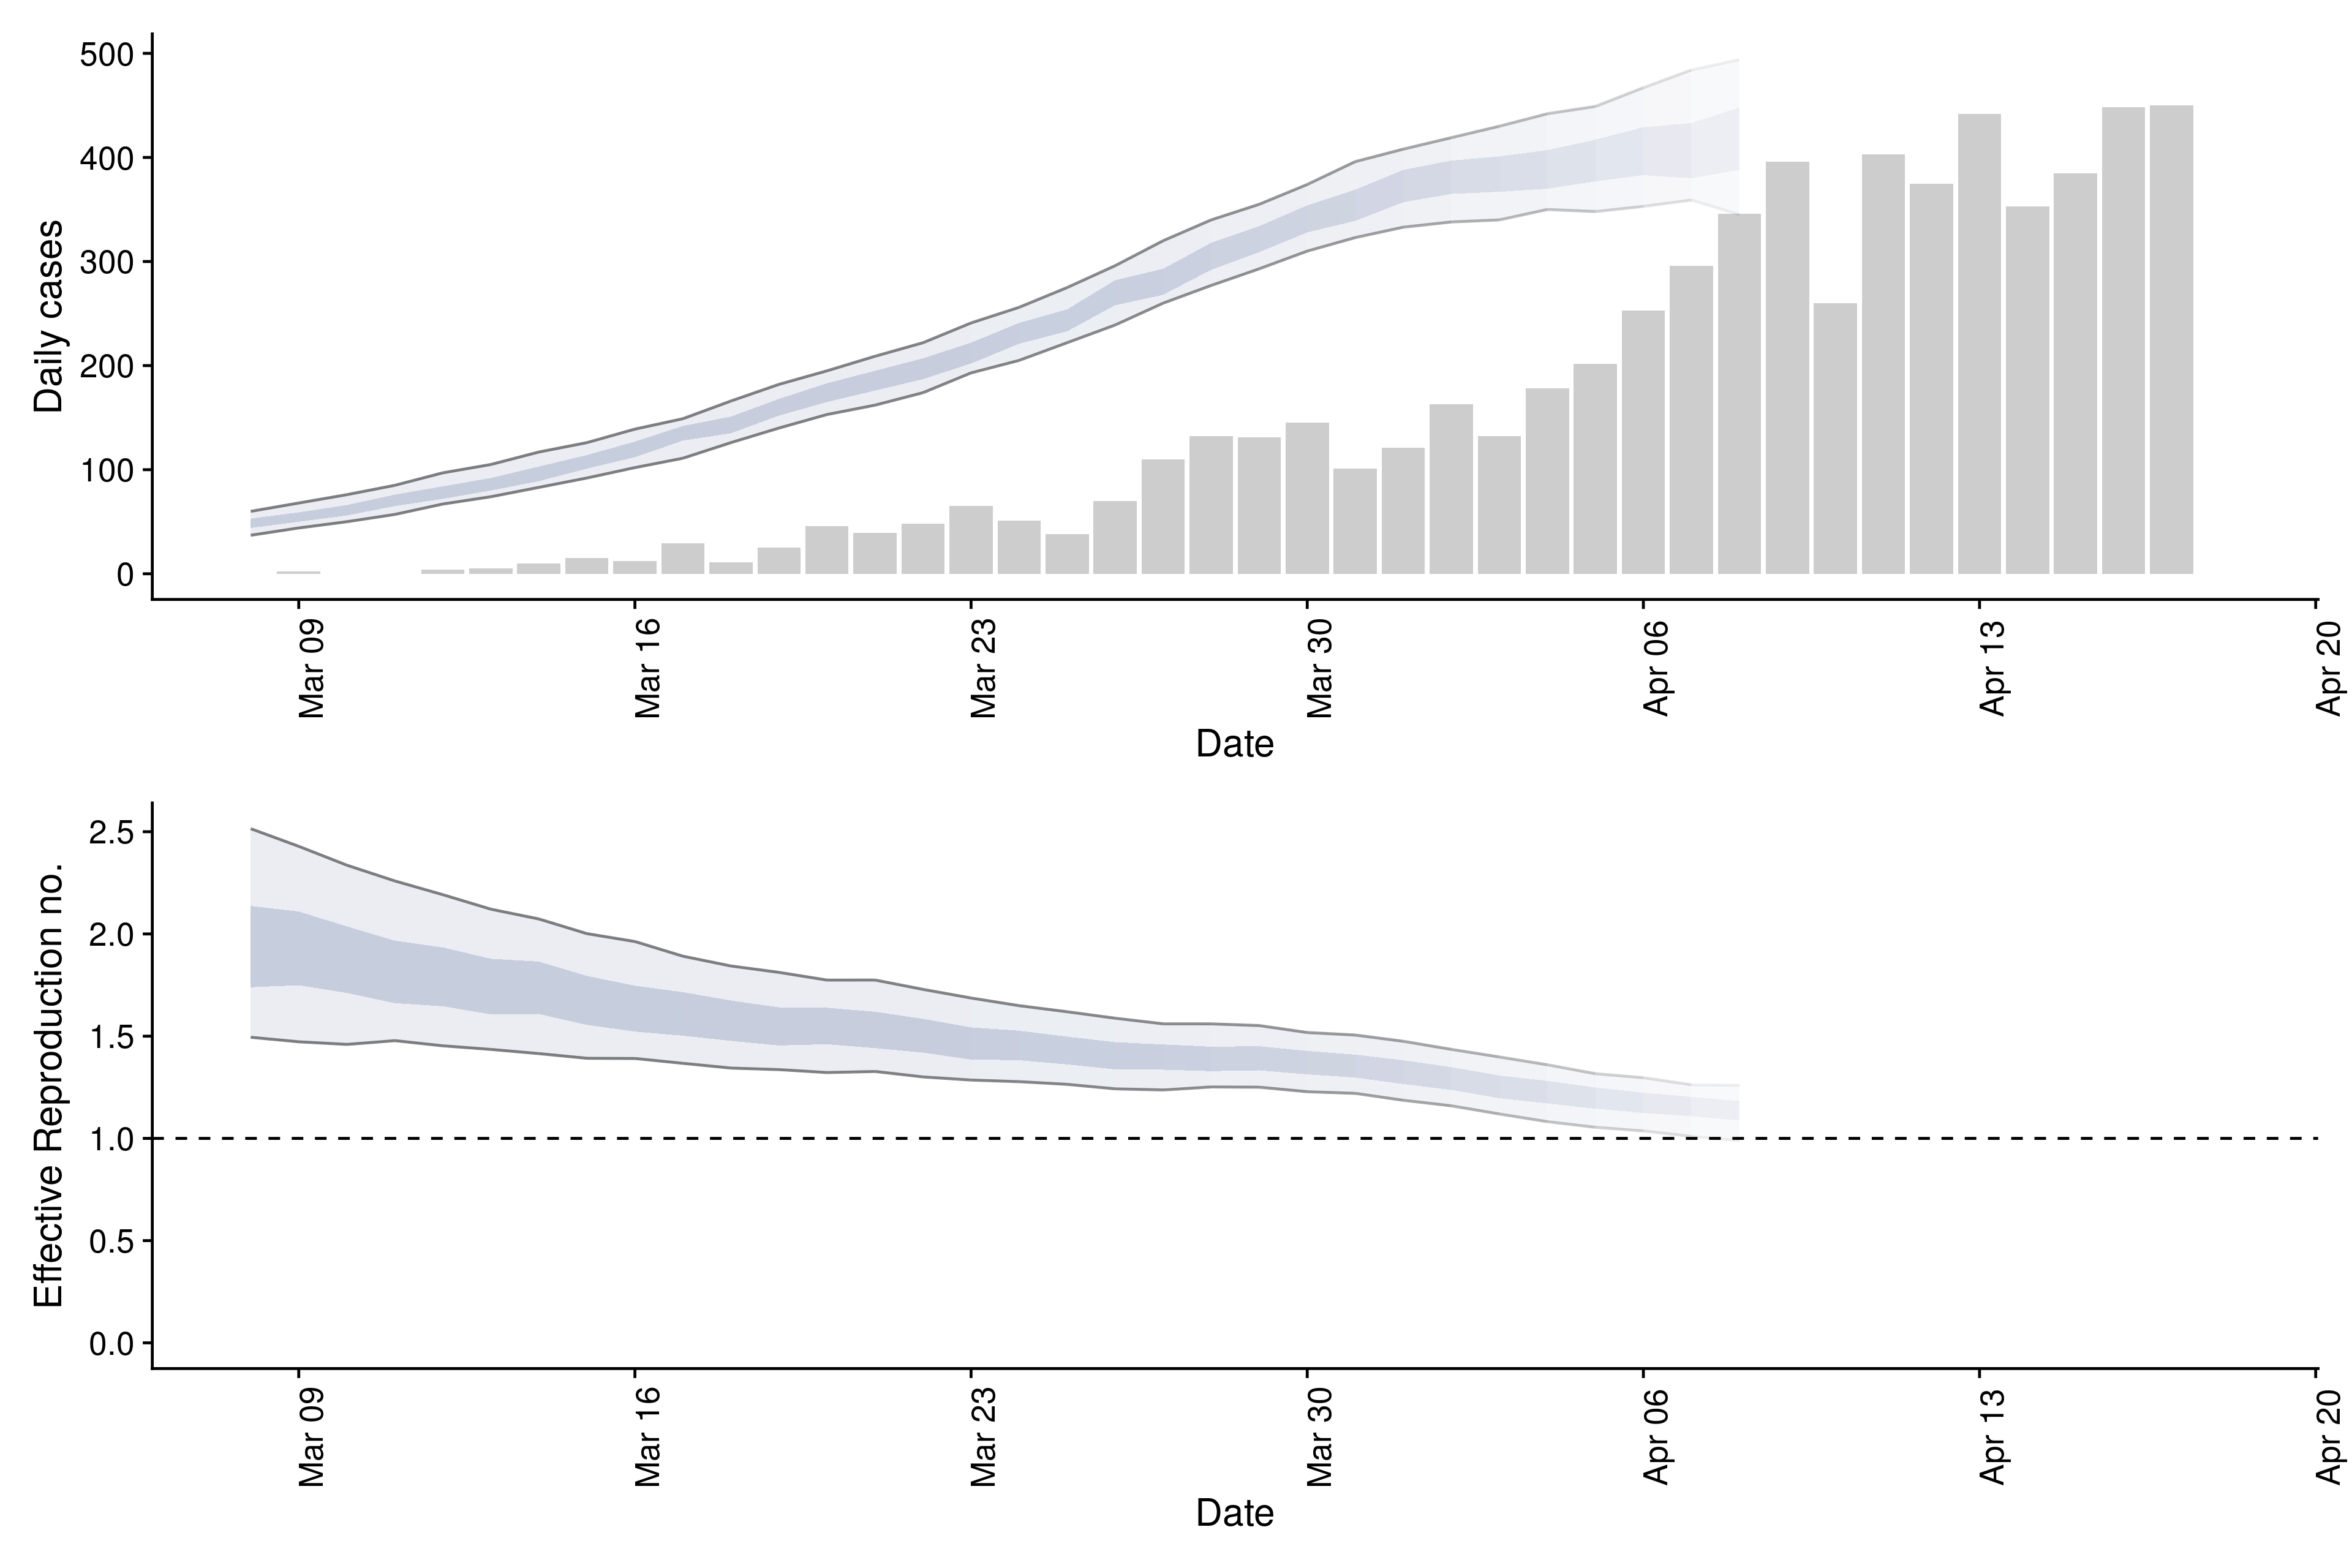 Daily cases
500
400
300
200
100
0
Mar 09
Mar 16
Mar 23
Mar 30
Apr 06
Apr 13
Apr 20
Date
Effective Reproduction no.
2.5
2.0
1.5
1.0
0.5
0.0
Mar 09
Mar 16
Mar 23
Mar 30
Apr 06
Apr 13
Apr 20
Date